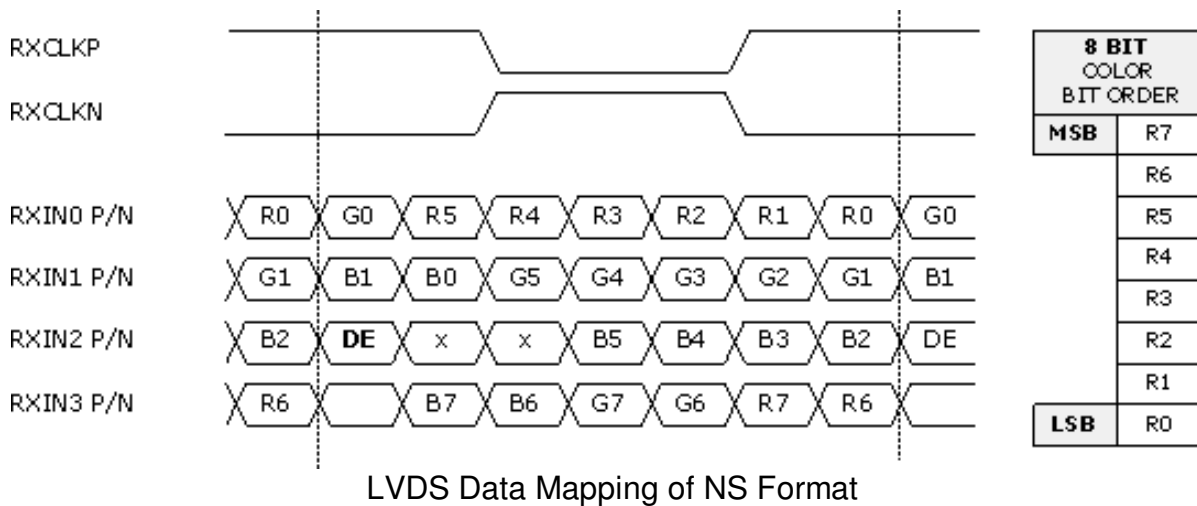 RXCLKP
RXCLKN
RXIN0 P/N R0 G0 R5 R4 R3 R2 R1 R0 G0
RXIN1 P/N G1 B1 B0 G5 G4 G3 G2 G1 B1
RXIN2 P/N B2 DE x x B5 B4 B3 B2 DE
RXIN3 P/N R6 B7 B6 G7 G6 R7 R6
8 BIT
COLOR
BIT ORDER
MSB R7
R6
R5
R4
R3
R2
R1
LSB R0
LVDS Data Mapping of NS Format